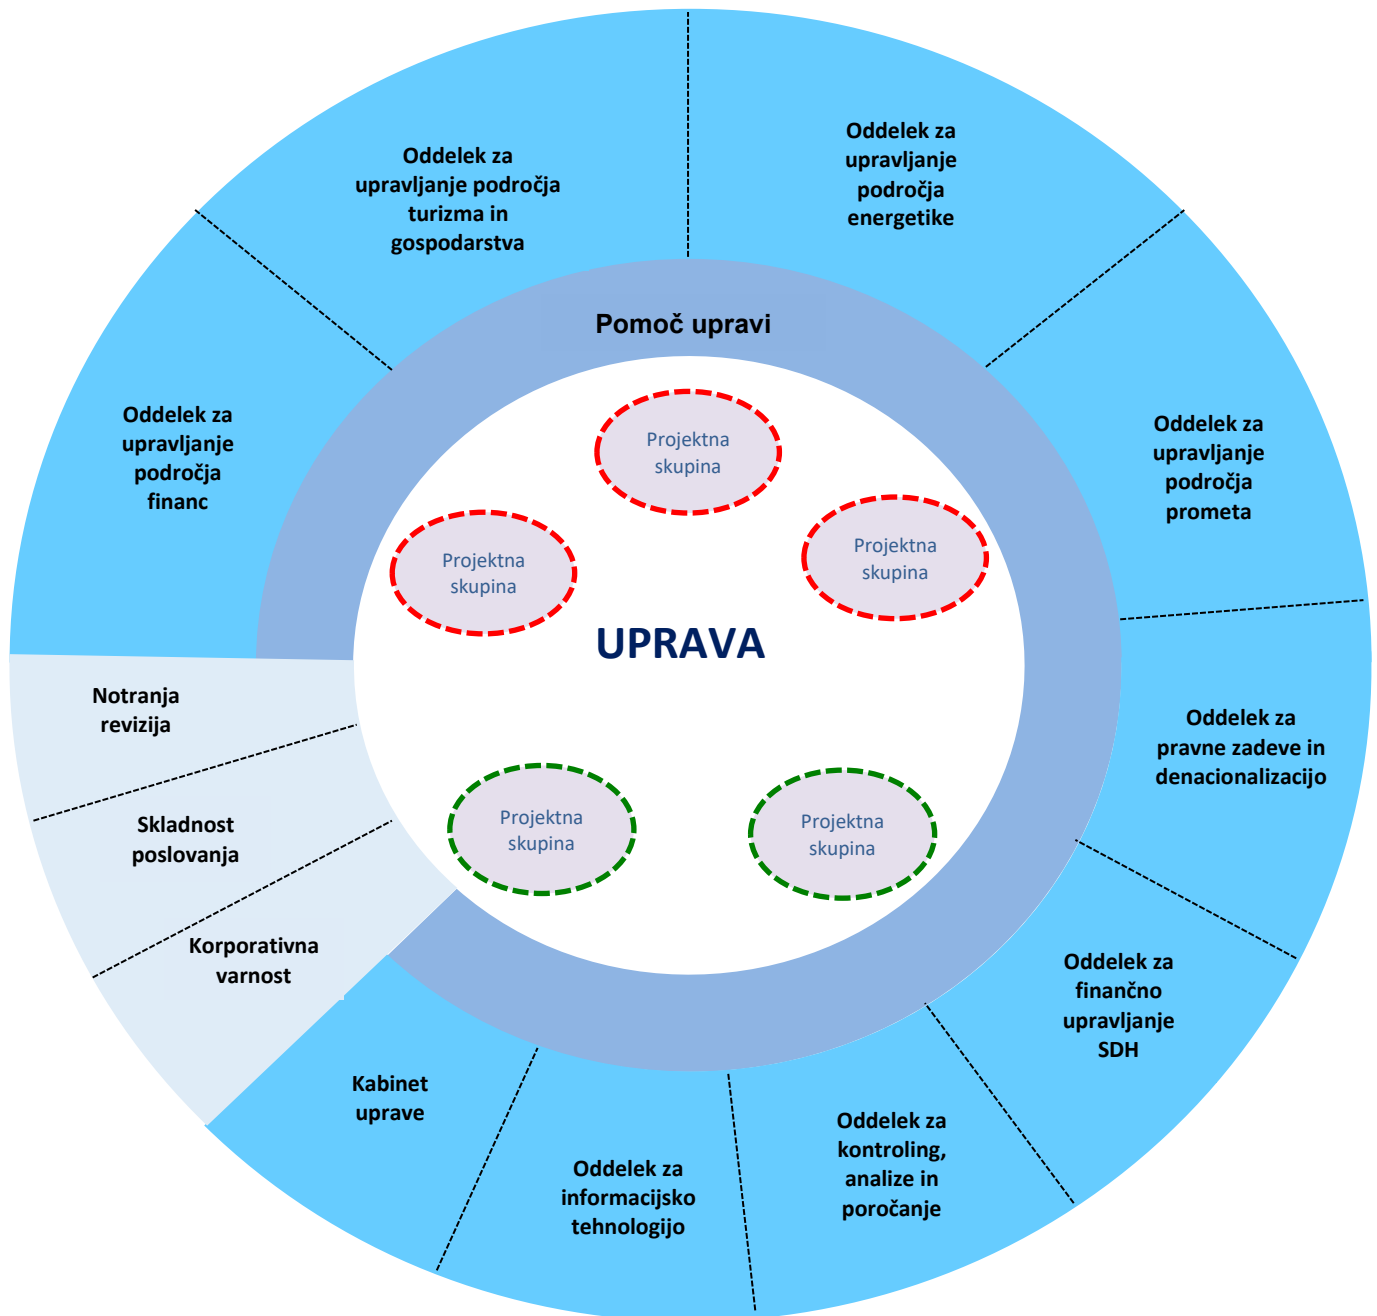 Oddelek za
upravljanje
področja
energetike
Oddelek za
upravljanje področja
turizma in
gospodarstva
Pomoč upravi
Oddelek za
upravljanje
področja
financ
Oddelek za
upravljanje
področja
prometa
Projektna
skupina
Projektna
skupina
Projektna
skupina
UPRAVA
Notranja
revizija
Oddelek za
pravne zadeve in
denacionalizacijo
Skladnost
poslovanja
Projektna
skupina
Projektna
skupina
Korporativna
varnost
Oddelek za
finančno
upravljanje
SDH
Kabinet
uprave
Oddelek za
informacijsko
tehnologijo
Oddelek za
kontroling,
analize in
poročanje